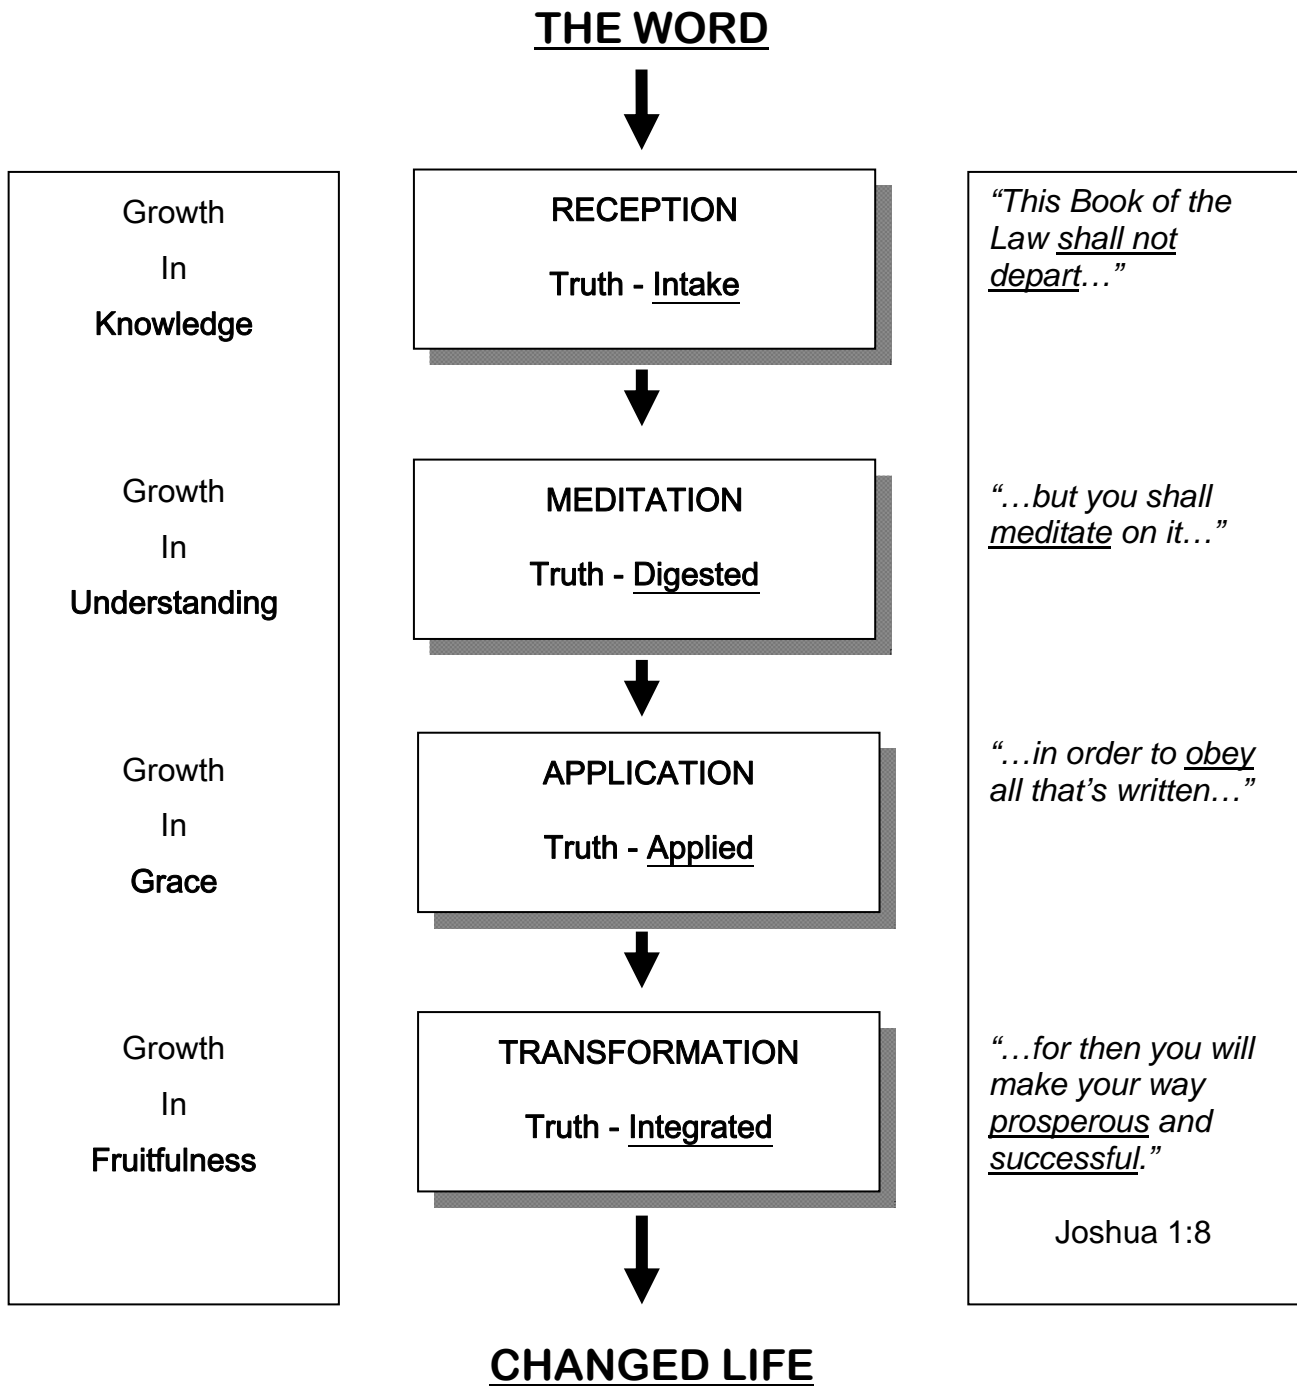 THE WORD
Growth
In
Knowledge
RECEPTION
Truth - Intake
“This Book of the
Law shall not
depart…”
Growth
In
Understanding
MEDITATION
Truth - Digested
“…but you shall
meditate on it…”
Growth
In
Grace
APPLICATION
Truth - Applied
“…in order to obey
all that’s written…”
Growth
In
Fruitfulness
TRANSFORMATION
Truth - Integrated
“…for then you will
make your way
prosperous and
successful.”
Joshua 1:8
CHANGED LIFE